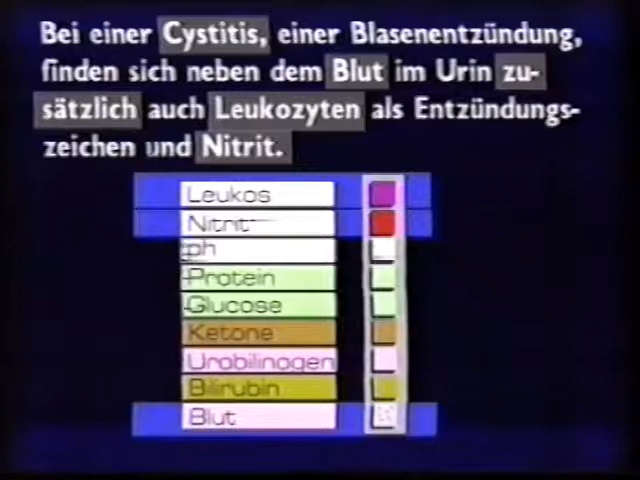 Bei einer Cystitis, einer Blasenentzündung,
finden sich neben dem Blut im Urin zu-
sätzlich auch Leukozyten als Entzündungs-
zeichen und Nitrit.
Leukos
Nitrit
ph
Protein
Glucose
Ketone
Urobilinogen
Bilirubin
Blut